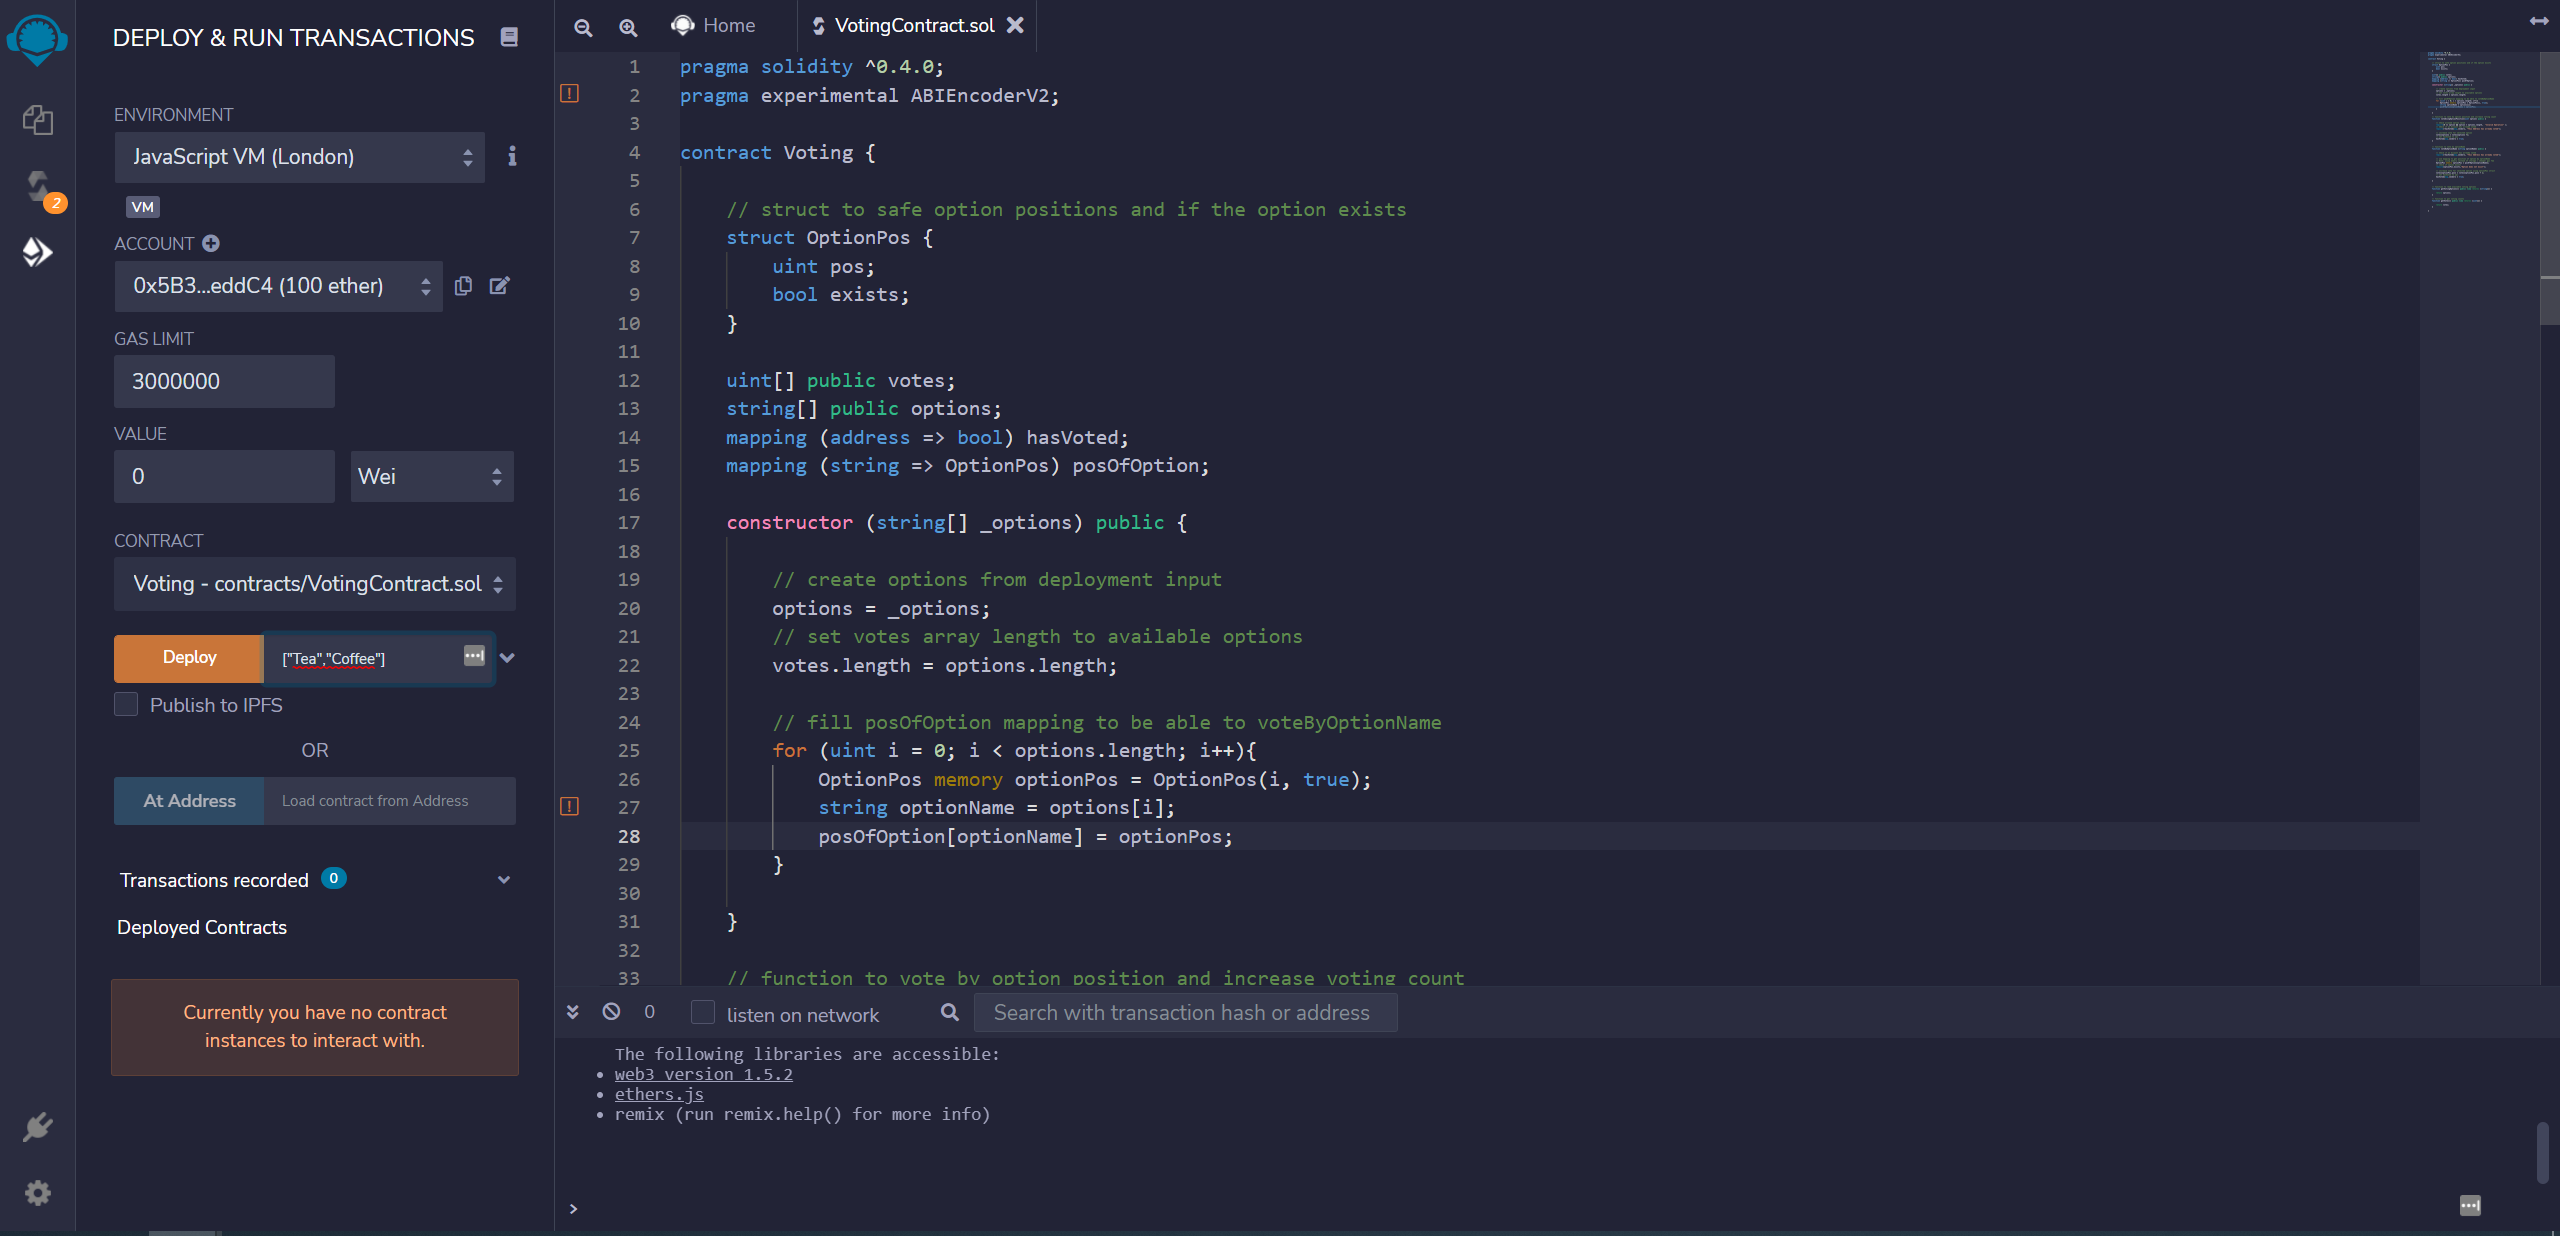 DEPLOY & RUN TRANSACTIONS
ENVIRONMENT
JavaScript VM (London)
VM
ACCOUNT
0x5B3...eddC4 (100 ether)
GAS LIMIT
3000000
VALUE
0
Wei
CONTRACT
Voting - contracts/VotingContract.sol
Deploy
["Tea","Coffee"]
Publish to IPFS
OR
At Address
Load contract from Address
Transactions recorded 0
Deployed Contracts
Currently you have no contract
instances to interact with.
2
Home
VotingContract.sol
1 pragma solidity ^0.4.0;
2 pragma experimental ABIEncoderV2;
3
4 contract Voting {
5
6 // struct to safe option positions and if the option exists
7 struct OptionPos {
8 uint pos;
9 bool exists;
10 }
11
12 uint[] public votes;
13 string[] public options;
14 mapping (address => bool) hasVoted;
15 mapping (string => OptionPos) posOfOption;
16
17 constructor (string[] _options) public {
18
19 // create options from deployment input
20 options = _options;
21 // set votes array length to available options
22 votes.length = options.length;
23
24 // fill posOfOption mapping to be able to voteByOptionName
25 for (uint i = 0; i < options.length; i++){
26 OptionPos memory optionPos = OptionPos(i, true);
27 string optionName = options[i];
28 posOfOption[optionName] = optionPos;
29 }
30
31 }
32
33 // function to vote by option position and increase voting count
0
listen on network
Search with transaction hash or address
The following libraries are accessible:
• web3 version 1.5.2
• ethers.js
• remix (run remix.help() for more info)
>